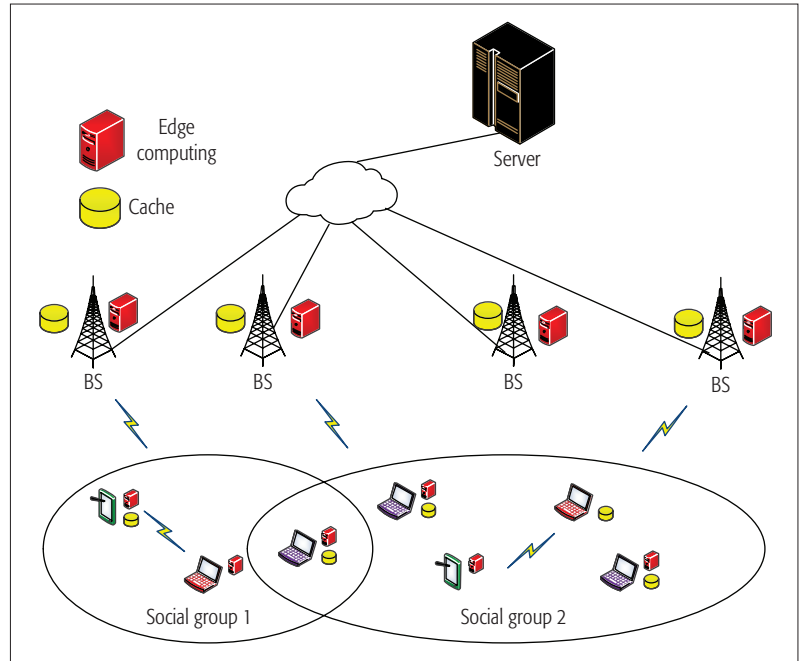 Edge
computing
Server
Cache
BS
BS
BS
BS
Social group 1
Social group 2